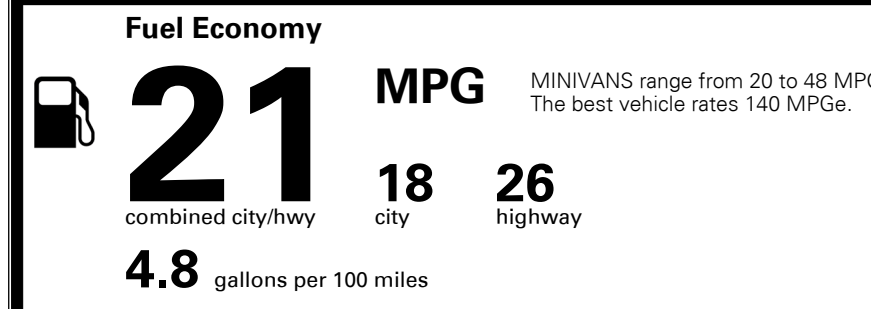 Fuel Economy
21 MPG
MINIVANS range from 20 to 48 MPG
The best vehicle rates 140 MPGe.
combined city/hwy
18 city
26 highway
4.8 gallons per 100 miles